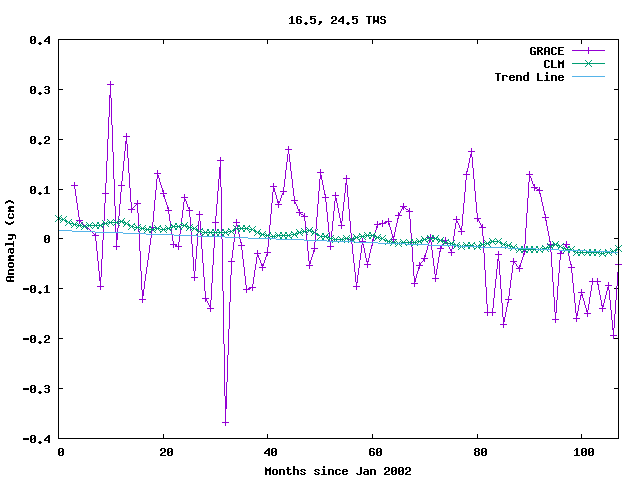 16.5, 24.5 TWS
GRACE
CLM
Trend Line
0.4
0.3
0.2
0.1
0
-0.1
-0.2
-0.3
-0.4
Anomaly (cm)
0 20 40 60 80 100
Months since Jan 2002